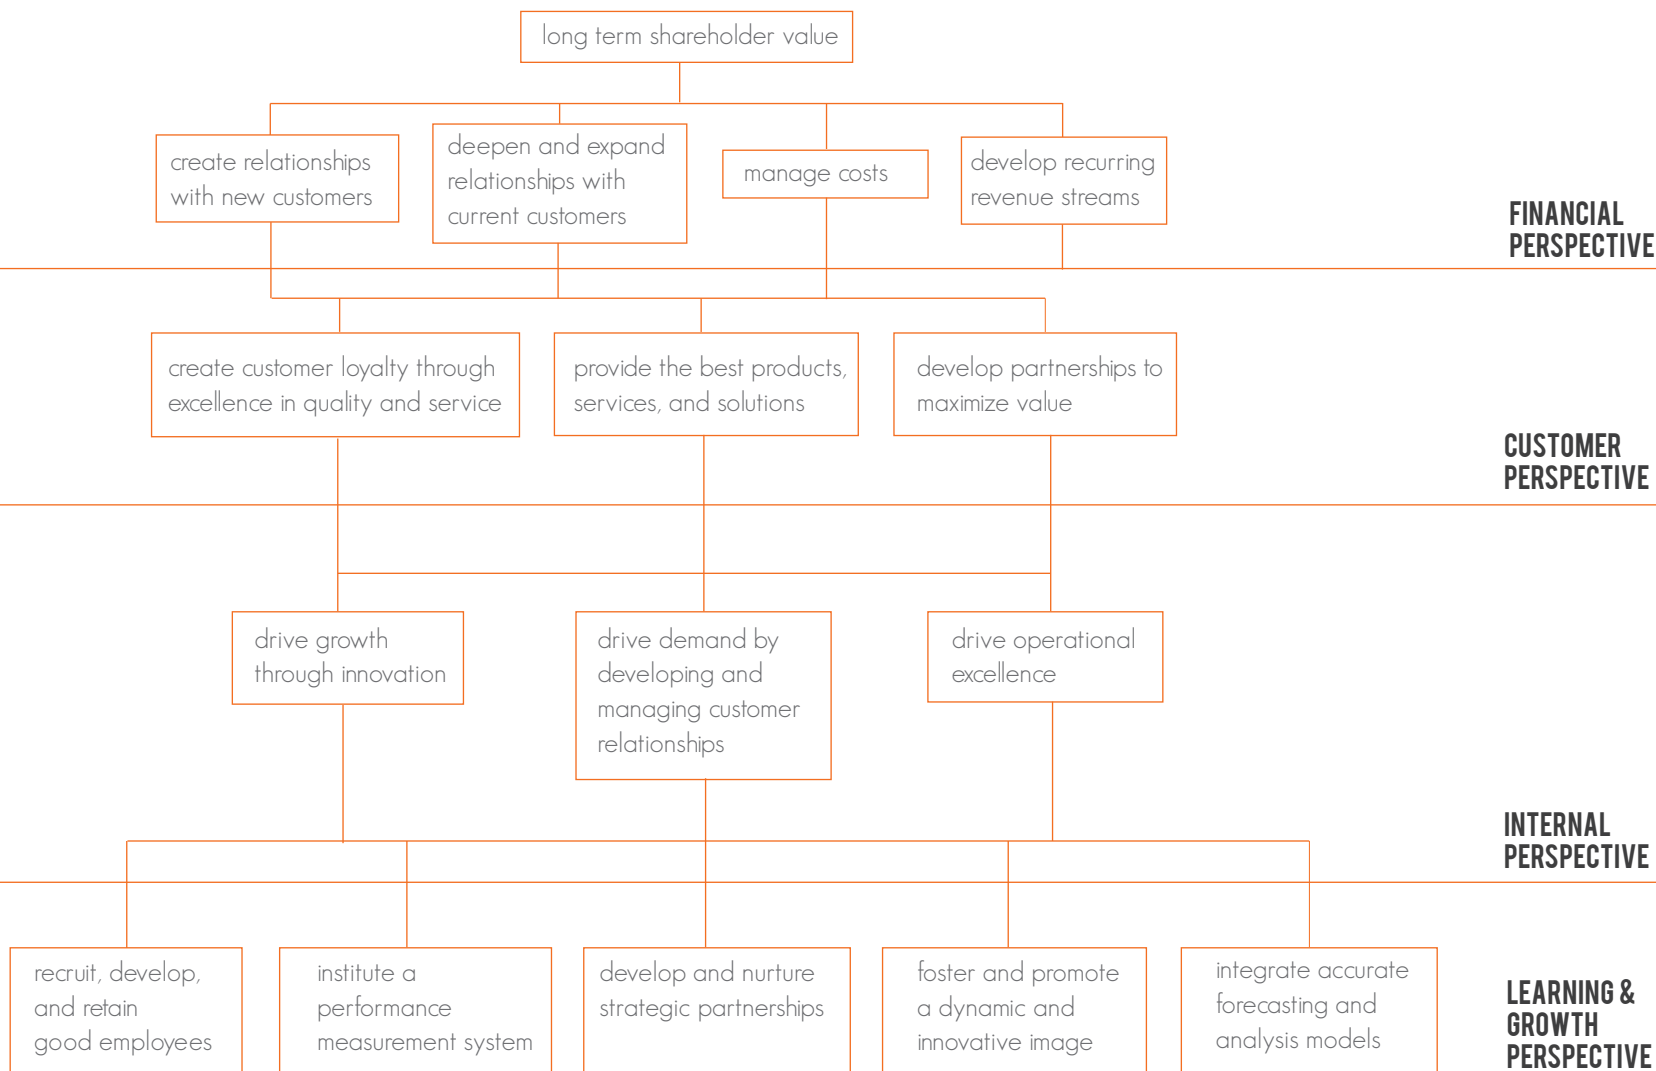 long term shareholder value
create relationships
with new customers
deepen and expand
relationships with
current customers
manage costs
develop recurring
revenue streams
FINANCIAL
PERSPECTIVE
create customer loyalty through
excellence in quality and service
provide the best products,
services, and solutions
develop partnerships to
maximize value
CUSTOMER
PERSPECTIVE
drive growth
through innovation
drive demand by
developing and
managing customer
relationships
drive operational
excellence
INTERNAL
PERSPECTIVE
recruit, develop,
and retain
good employees
institute a
performance
measurement system
develop and nurture
strategic partnerships
foster and promote
a dynamic and
innovative image
integrate accurate
forecasting and
analysis models
LEARNING &
GROWTH
PERSPECTIVE